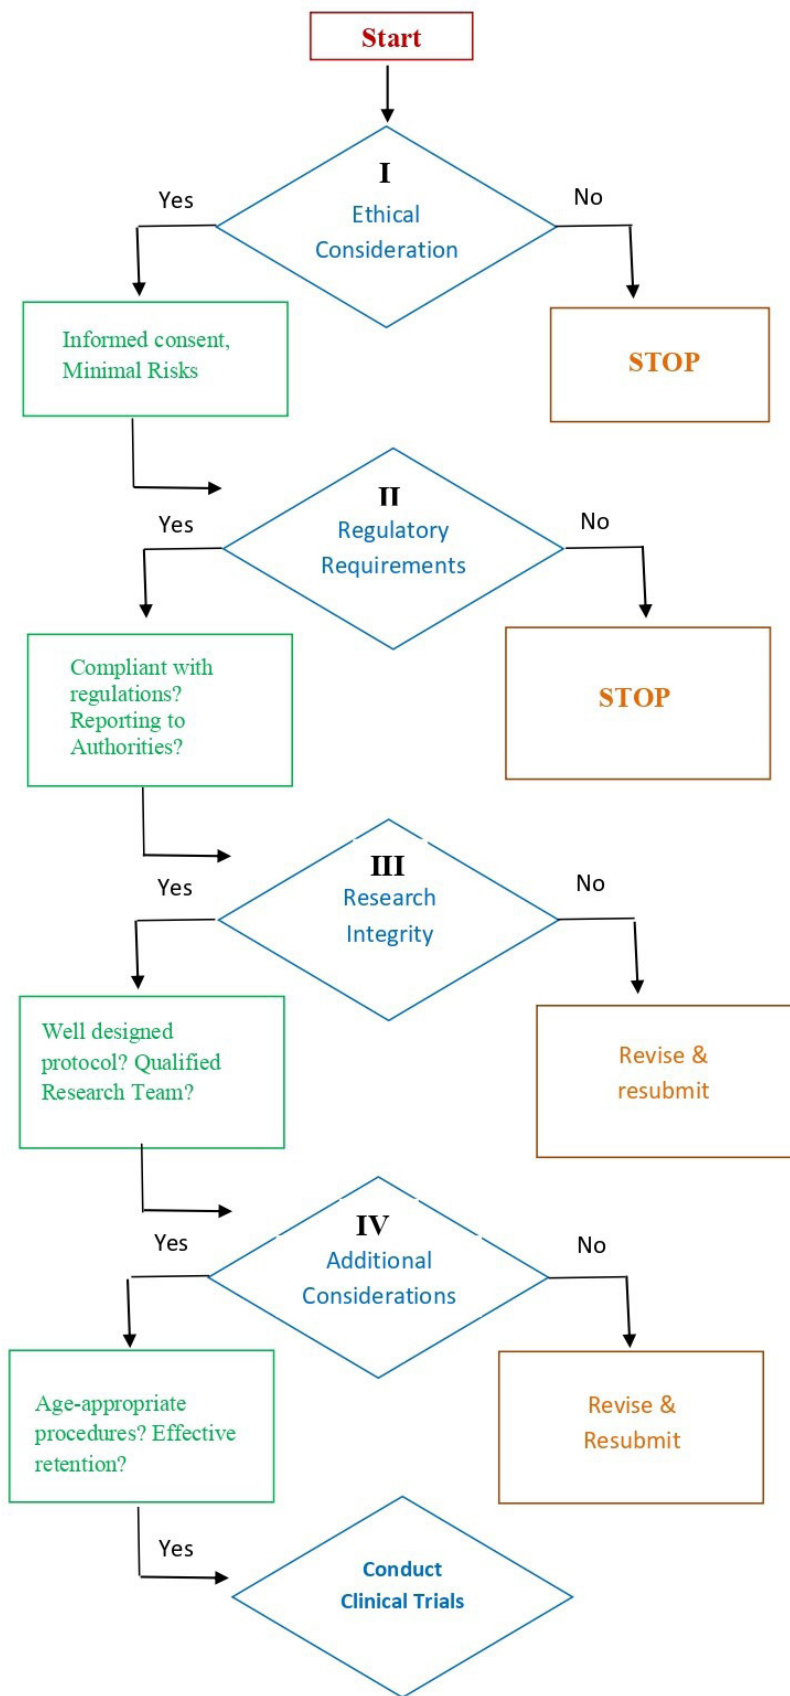 Start
I
Yes
No
Ethical
Consideration
Informed consent,
Minimal Risks
STOP
II
Yes
No
Regulatory
Requirements
Compliant with
regulations?
Reporting to
Authorities?
STOP
III
Yes
No
Research
Integrity
Well designed
protocol? Qualified
Research Team?
Revise &
resubmit
IV
Yes
No
Additional
Considerations
Age-appropriate
procedures? Effective
retention?
Revise &
Resubmit
Yes
Conduct
Clinical Trials